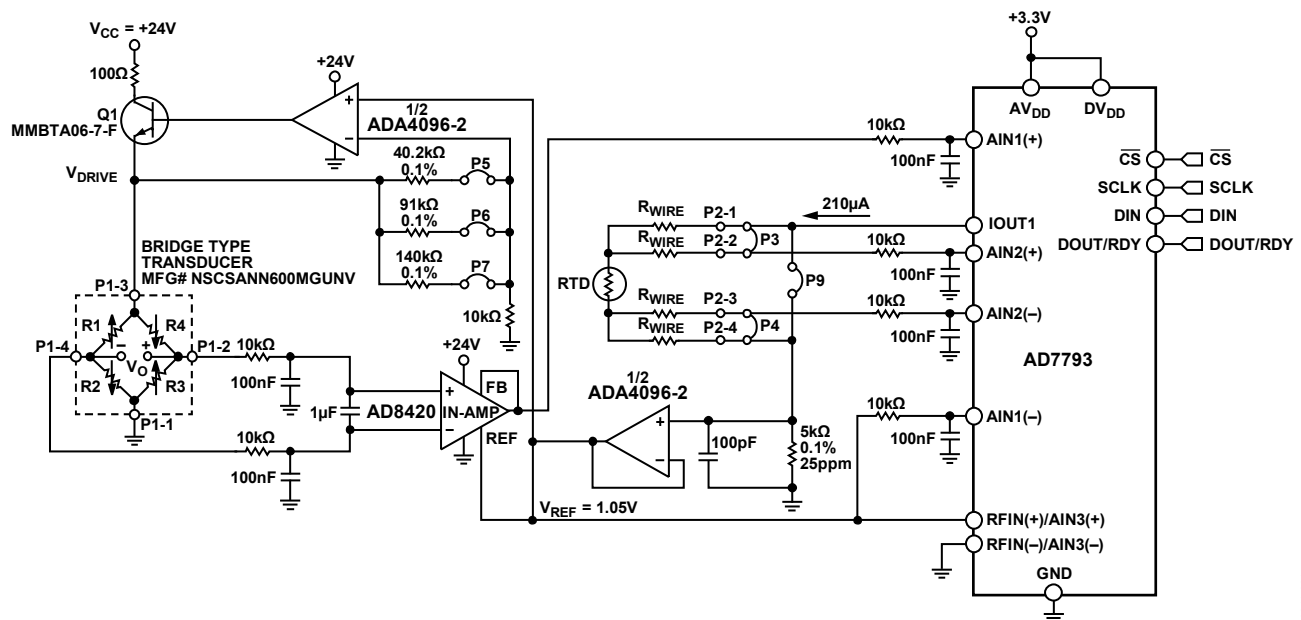 VCC = +24V
100Ω
Q1
MMBTA06-7-F
+24V
+
−
1/2
ADA4096-2
VDRIVE
40.2kΩ
0.1%
P5
91kΩ
0.1%
P6
140kΩ
0.1%
P7
10kΩ
BRIDGE TYPE
TRANSDUCER
MFG# NSCSANN600MGUNV
P1-3
R1
R4
P1-4
−
+
VO
P1-2
R2
R3
P1-1
10kΩ
100nF
1µF
10kΩ
100nF
+24V
AD8420
+
−
IN-AMP
FB
REF
1/2
ADA4096-2
+
−
100pF
5kΩ
0.1%
25ppm
VREF = 1.05V
RTD
RWIRE
P2-1
RWIRE
P2-2
P3
RWIRE
P2-3
RWIRE
P2-4
P4
P9
210µA
10kΩ
100nF
10kΩ
100nF
10kΩ
100nF
10kΩ
100nF
+3.3V
AVDD
DVDD
AIN1(+)
IOUT1
AIN2(+)
AIN2(–)
AD7793
AIN1(–)
RFIN(+)/AIN3(+)
RFIN(–)/AIN3(–)
GND
CS
CS
SCLK
SCLK
DIN
DIN
DOUT/RDY
DOUT/RDY